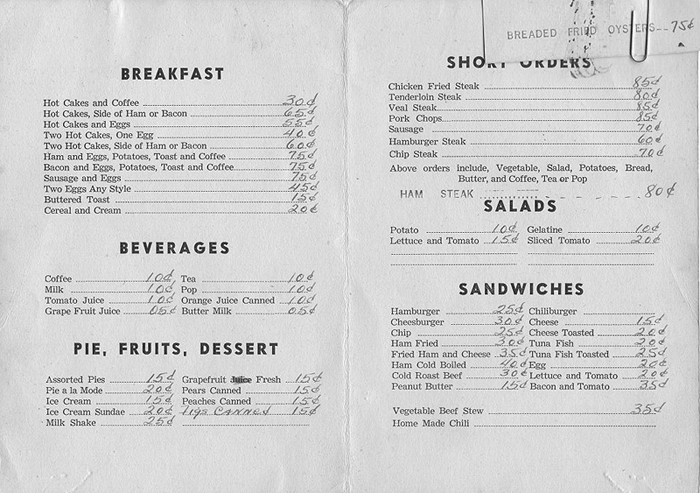 BREAKFAST
Hot Cakes and Coffee 30¢
Hot Cakes, Side of Ham or Bacon 65¢
Hot Cakes and Eggs 55¢
Two Hot Cakes, One Egg 40¢
Two Hot Cakes, Side of Ham or Bacon 60¢
Ham and Eggs, Potatoes, Toast and Coffee 75¢
Bacon and Eggs, Potatoes, Toast and Coffee 75¢
Sausage and Eggs 75¢
Two Eggs Any Style 45¢
Buttered Toast 15¢
Cereal and Cream 20¢
BEVERAGES
Coffee 10¢ Tea 10¢
Milk 10¢ Pop 10¢
Tomato Juice 10¢ Orange Juice Canned 10¢
Grape Fruit Juice 05¢ Butter Milk 05¢
PIE, FRUITS, DESSERT
Assorted Pies 15¢ Grapefruit Fresh 15¢
Pie a la Mode 20¢ Pears Canned 15¢
Ice Cream 15¢ Peaches Canned 15¢
Ice Cream Sundae 20¢ Figs CANNED 15¢
Milk Shake 25¢
BREADED FRIED OYSTERS-- 75¢
SHORT ORDERS
Chicken Fried Steak 85¢
Tenderloin Steak 80¢
Veal Steak 85¢
Pork Chops 85¢
Sausage 70¢
Hamburger Steak 60¢
Chip Steak 70¢
Above orders include, Vegetable, Salad, Potatoes, Bread,
Butter, and Coffee, Tea or Pop
HAM STEAK 80¢
SALADS
Potato 10¢ Gelatine 10¢
Lettuce and Tomato 15¢ Sliced Tomato 20¢
SANDWICHES
Hamburger 25¢ Chiliburger
Cheesburger 30¢ Cheese 15¢
Chip 25¢ Cheese Toasted 20¢
Ham Fried 30¢ Tuna Fish 20¢
Fried Ham and Cheese 35¢ Tuna Fish Toasted 25¢
Ham Cold Boiled 40¢ Egg 20¢
Cold Roast Beef 30¢ Lettuce and Tomato 20¢
Peanut Butter 15¢ Bacon and Tomato 35¢
Vegetable Beef Stew 35¢
Home Made Chili